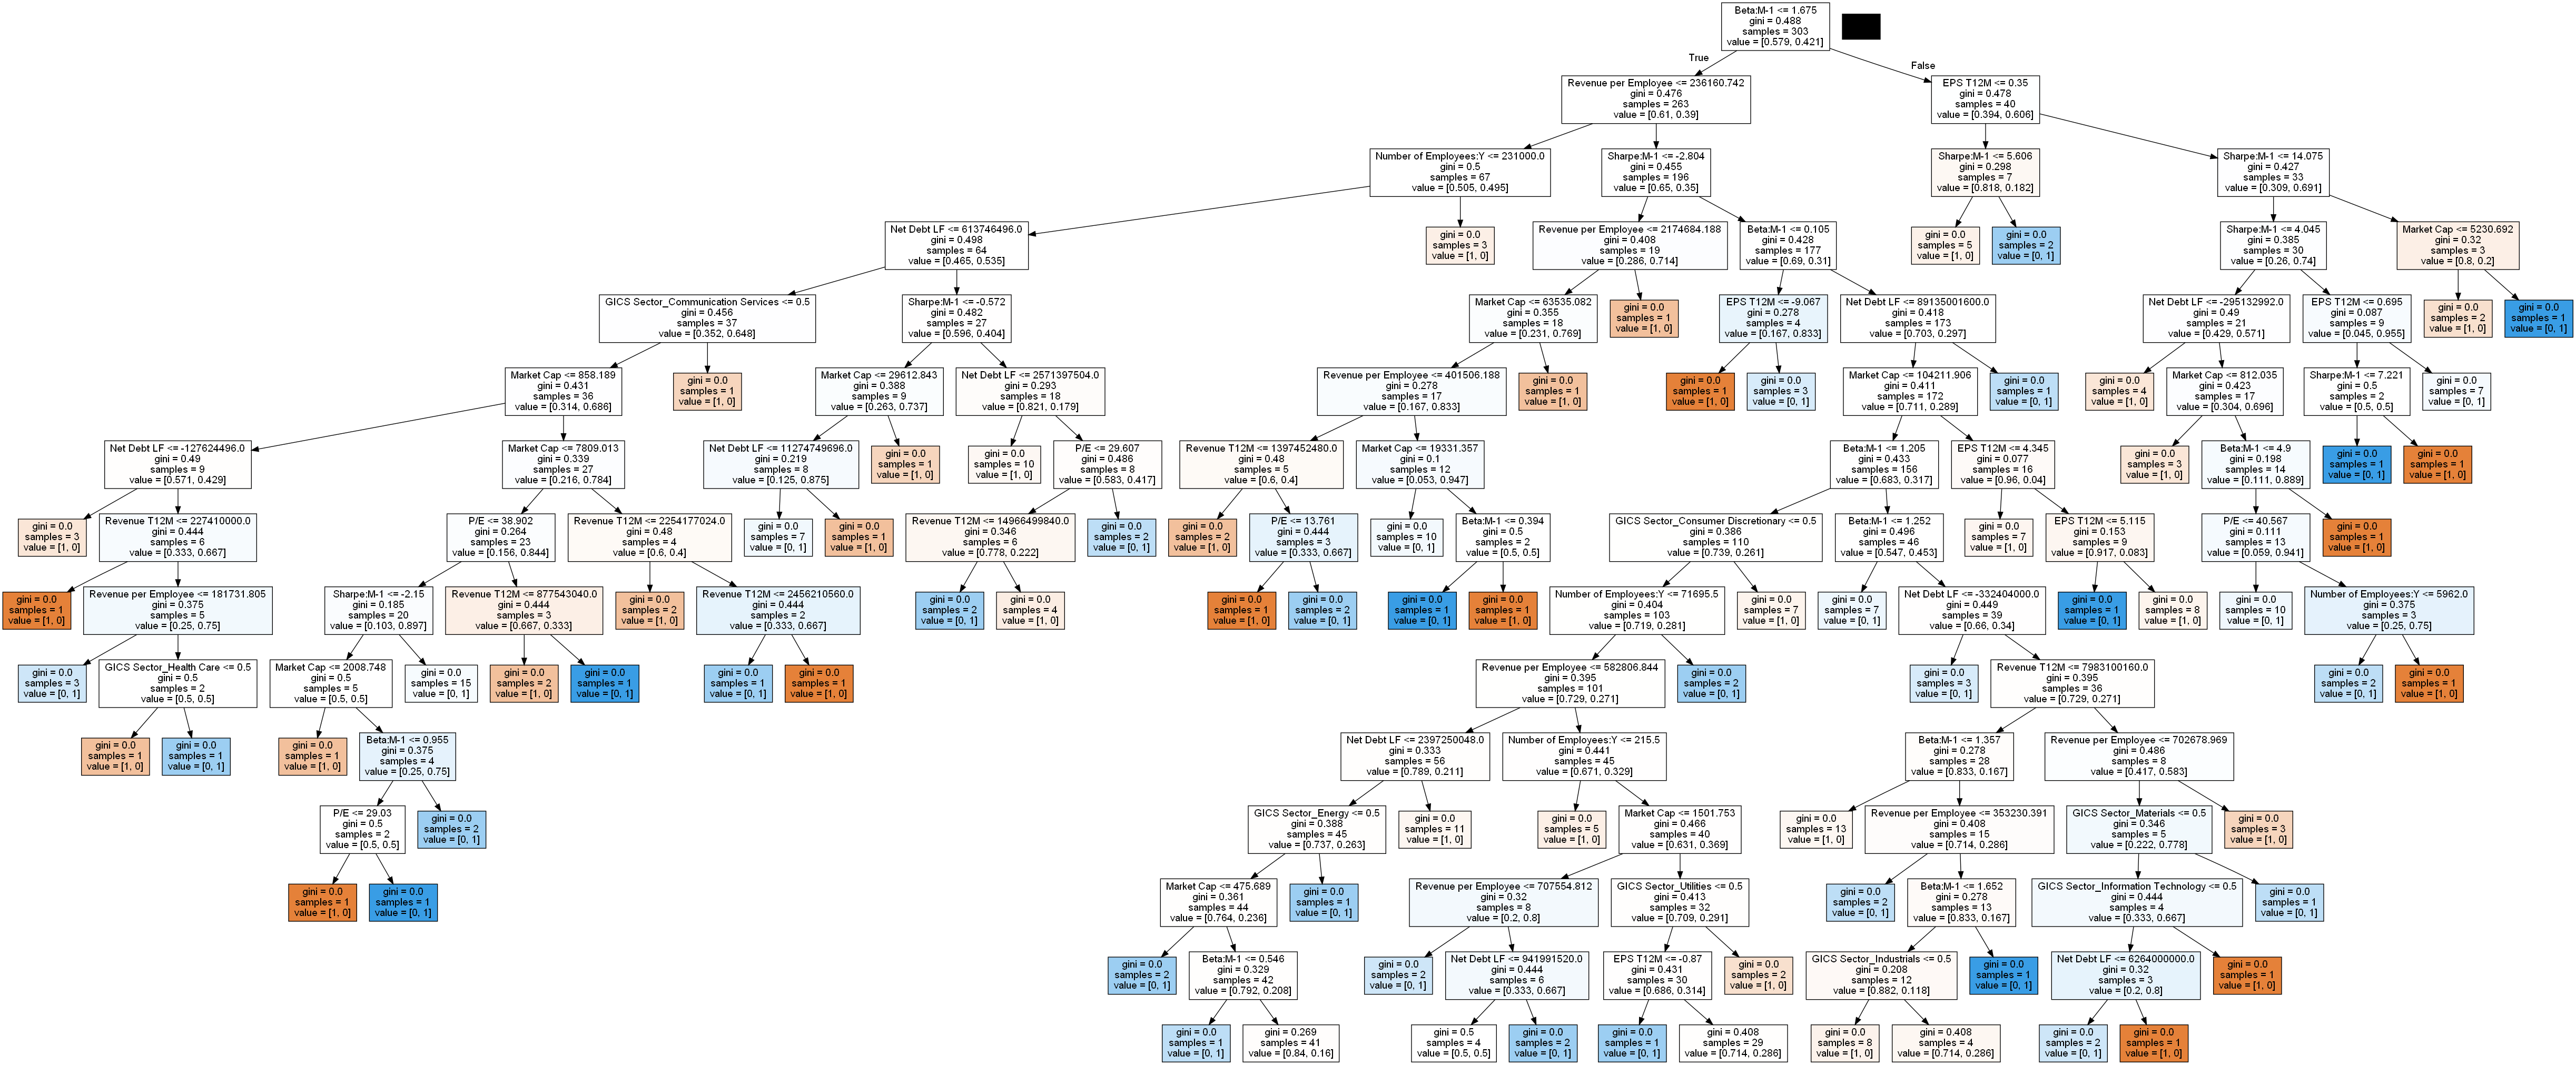 Beta:M-1 <= 1.675
gini = 0.488
samples = 303
value = [0.579, 0.421]
True
False
Revenue per Employee <= 236160.742
gini = 0.476
samples = 263
value = [0.61, 0.39]
EPS T12M <= 0.35
gini = 0.478
samples = 40
value = [0.394, 0.606]
Number of Employees:Y <= 231000.0
gini = 0.5
samples = 67
value = [0.505, 0.495]
Sharpe:M-1 <= -2.804
gini = 0.455
samples = 196
value = [0.65, 0.35]
Sharpe:M-1 <= 5.606
gini = 0.298
samples = 7
value = [0.818, 0.182]
Sharpe:M-1 <= 14.075
gini = 0.427
samples = 33
value = [0.309, 0.691]
Net Debt LF <= 613746496.0
gini = 0.498
samples = 64
value = [0.465, 0.535]
gini = 0.0
samples = 3
value = [1, 0]
Revenue per Employee <= 2174684.188
gini = 0.408
samples = 19
value = [0.286, 0.714]
Beta:M-1 <= 0.105
gini = 0.428
samples = 177
value = [0.69, 0.31]
gini = 0.0
samples = 5
value = [1, 0]
gini = 0.0
samples = 2
value = [0, 1]
Sharpe:M-1 <= 4.045
gini = 0.385
samples = 30
value = [0.26, 0.74]
Market Cap <= 5230.692
gini = 0.32
samples = 3
value = [0.8, 0.2]
GICS Sector_Communication Services <= 0.5
gini = 0.456
samples = 37
value = [0.352, 0.648]
Sharpe:M-1 <= -0.572
gini = 0.482
samples = 27
value = [0.596, 0.404]
Market Cap <= 63535.082
gini = 0.355
samples = 18
value = [0.231, 0.769]
gini = 0.0
samples = 1
value = [1, 0]
EPS T12M <= -9.067
gini = 0.278
samples = 4
value = [0.167, 0.833]
Net Debt LF <= 89135001600.0
gini = 0.418
samples = 173
value = [0.703, 0.297]
Net Debt LF <= -295132992.0
gini = 0.49
samples = 21
value = [0.429, 0.571]
EPS T12M <= 0.695
gini = 0.087
samples = 9
value = [0.045, 0.955]
gini = 0.0
samples = 2
value = [1, 0]
gini = 0.0
samples = 1
value = [0, 1]
Market Cap <= 858.189
gini = 0.431
samples = 36
value = [0.314, 0.686]
gini = 0.0
samples = 1
value = [1, 0]
Market Cap <= 29612.843
gini = 0.388
samples = 9
value = [0.263, 0.737]
Net Debt LF <= 2571397504.0
gini = 0.293
samples = 18
value = [0.821, 0.179]
Revenue per Employee <= 401506.188
gini = 0.278
samples = 17
value = [0.167, 0.833]
gini = 0.0
samples = 1
value = [1, 0]
gini = 0.0
samples = 1
value = [1, 0]
gini = 0.0
samples = 3
value = [0, 1]
Market Cap <= 104211.906
gini = 0.411
samples = 172
value = [0.711, 0.289]
gini = 0.0
samples = 1
value = [0, 1]
gini = 0.0
samples = 4
value = [1, 0]
Market Cap <= 812.035
gini = 0.423
samples = 17
value = [0.304, 0.696]
Sharpe:M-1 <= 7.221
gini = 0.5
samples = 2
value = [0.5, 0.5]
gini = 0.0
samples = 7
value = [0, 1]
Net Debt LF <= -127624496.0
gini = 0.49
samples = 9
value = [0.571, 0.429]
Market Cap <= 7809.013
gini = 0.339
samples = 27
value = [0.216, 0.784]
Net Debt LF <= 11274749696.0
gini = 0.219
samples = 8
value = [0.125, 0.875]
gini = 0.0
samples = 1
value = [1, 0]
gini = 0.0
samples = 10
value = [1, 0]
P/E <= 29.607
gini = 0.486
samples = 8
value = [0.583, 0.417]
Revenue T12M <= 1397452480.0
gini = 0.48
samples = 5
value = [0.6, 0.4]
Market Cap <= 19331.357
gini = 0.1
samples = 12
value = [0.053, 0.947]
Beta:M-1 <= 1.205
gini = 0.433
samples = 156
value = [0.683, 0.317]
EPS T12M <= 4.345
gini = 0.077
samples = 16
value = [0.96, 0.04]
gini = 0.0
samples = 3
value = [1, 0]
Beta:M-1 <= 4.9
gini = 0.198
samples = 14
value = [0.111, 0.889]
gini = 0.0
samples = 1
value = [0, 1]
gini = 0.0
samples = 1
value = [1, 0]
gini = 0.0
samples = 3
value = [1, 0]
Revenue T12M <= 227410000.0
gini = 0.444
samples = 6
value = [0.333, 0.667]
P/E <= 38.902
gini = 0.264
samples = 23
value = [0.156, 0.844]
Revenue T12M <= 2254177024.0
gini = 0.48
samples = 4
value = [0.6, 0.4]
gini = 0.0
samples = 7
value = [0, 1]
gini = 0.0
samples = 1
value = [1, 0]
Revenue T12M <= 14966499840.0
gini = 0.346
samples = 6
value = [0.778, 0.222]
gini = 0.0
samples = 2
value = [0, 1]
gini = 0.0
samples = 2
value = [1, 0]
P/E <= 13.761
gini = 0.444
samples = 3
value = [0.333, 0.667]
gini = 0.0
samples = 10
value = [0, 1]
Beta:M-1 <= 0.394
gini = 0.5
samples = 2
value = [0.5, 0.5]
GICS Sector_Consumer Discretionary <= 0.5
gini = 0.386
samples = 110
value = [0.739, 0.261]
Beta:M-1 <= 1.252
gini = 0.496
samples = 46
value = [0.547, 0.453]
gini = 0.0
samples = 7
value = [1, 0]
EPS T12M <= 5.115
gini = 0.153
samples = 9
value = [0.917, 0.083]
P/E <= 40.567
gini = 0.111
samples = 13
value = [0.059, 0.941]
gini = 0.0
samples = 1
value = [1, 0]
gini = 0.0
samples = 1
value = [1, 0]
Revenue per Employee <= 181731.805
gini = 0.375
samples = 5
value = [0.25, 0.75]
Sharpe:M-1 <= -2.15
gini = 0.185
samples = 20
value = [0.103, 0.897]
Revenue T12M <= 877543040.0
gini = 0.444
samples = 3
value = [0.667, 0.333]
gini = 0.0
samples = 2
value = [1, 0]
Revenue T12M <= 2456210560.0
gini = 0.444
samples = 2
value = [0.333, 0.667]
gini = 0.0
samples = 2
value = [0, 1]
gini = 0.0
samples = 4
value = [1, 0]
gini = 0.0
samples = 1
value = [1, 0]
gini = 0.0
samples = 2
value = [0, 1]
gini = 0.0
samples = 1
value = [0, 1]
gini = 0.0
samples = 1
value = [1, 0]
Number of Employees:Y <= 71695.5
gini = 0.404
samples = 103
value = [0.719, 0.281]
gini = 0.0
samples = 7
value = [1, 0]
gini = 0.0
samples = 7
value = [0, 1]
Net Debt LF <= -332404000.0
gini = 0.449
samples = 39
value = [0.66, 0.34]
gini = 0.0
samples = 1
value = [0, 1]
gini = 0.0
samples = 8
value = [1, 0]
gini = 0.0
samples = 10
value = [0, 1]
Number of Employees:Y <= 5962.0
gini = 0.375
samples = 3
value = [0.25, 0.75]
gini = 0.0
samples = 3
value = [0, 1]
GICS Sector_Health Care <= 0.5
gini = 0.5
samples = 2
value = [0.5, 0.5]
Market Cap <= 2008.748
gini = 0.5
samples = 5
value = [0.5, 0.5]
gini = 0.0
samples = 15
value = [0, 1]
gini = 0.0
samples = 2
value = [1, 0]
gini = 0.0
samples = 1
value = [0, 1]
gini = 0.0
samples = 1
value = [0, 1]
gini = 0.0
samples = 1
value = [1, 0]
Revenue per Employee <= 582806.844
gini = 0.395
samples = 101
value = [0.729, 0.271]
gini = 0.0
samples = 2
value = [0, 1]
gini = 0.0
samples = 3
value = [0, 1]
Revenue T12M <= 7983100160.0
gini = 0.395
samples = 36
value = [0.729, 0.271]
gini = 0.0
samples = 2
value = [0, 1]
gini = 0.0
samples = 1
value = [1, 0]
gini = 0.0
samples = 1
value = [1, 0]
gini = 0.0
samples = 1
value = [0, 1]
gini = 0.0
samples = 1
value = [1, 0]
Beta:M-1 <= 0.955
gini = 0.375
samples = 4
value = [0.25, 0.75]
Net Debt LF <= 2397250048.0
gini = 0.333
samples = 56
value = [0.789, 0.211]
Number of Employees:Y <= 215.5
gini = 0.441
samples = 45
value = [0.671, 0.329]
Beta:M-1 <= 1.357
gini = 0.278
samples = 28
value = [0.833, 0.167]
Revenue per Employee <= 702678.969
gini = 0.486
samples = 8
value = [0.417, 0.583]
P/E <= 29.03
gini = 0.5
samples = 2
value = [0.5, 0.5]
gini = 0.0
samples = 2
value = [0, 1]
GICS Sector_Energy <= 0.5
gini = 0.388
samples = 45
value = [0.737, 0.263]
gini = 0.0
samples = 11
value = [1, 0]
gini = 0.0
samples = 5
value = [1, 0]
Market Cap <= 1501.753
gini = 0.466
samples = 40
value = [0.631, 0.369]
gini = 0.0
samples = 13
value = [1, 0]
Revenue per Employee <= 353230.391
gini = 0.408
samples = 15
value = [0.714, 0.286]
GICS Sector_Materials <= 0.5
gini = 0.346
samples = 5
value = [0.222, 0.778]
gini = 0.0
samples = 3
value = [1, 0]
gini = 0.0
samples = 1
value = [1, 0]
gini = 0.0
samples = 1
value = [0, 1]
Market Cap <= 475.689
gini = 0.361
samples = 44
value = [0.764, 0.236]
gini = 0.0
samples = 1
value = [0, 1]
Revenue per Employee <= 707554.812
gini = 0.32
samples = 8
value = [0.2, 0.8]
GICS Sector_Utilities <= 0.5
gini = 0.413
samples = 32
value = [0.709, 0.291]
gini = 0.0
samples = 2
value = [0, 1]
Beta:M-1 <= 1.652
gini = 0.278
samples = 13
value = [0.833, 0.167]
GICS Sector_Information Technology <= 0.5
gini = 0.444
samples = 4
value = [0.333, 0.667]
gini = 0.0
samples = 1
value = [0, 1]
gini = 0.0
samples = 2
value = [0, 1]
Beta:M-1 <= 0.546
gini = 0.329
samples = 42
value = [0.792, 0.208]
gini = 0.0
samples = 2
value = [0, 1]
Net Debt LF <= 941991520.0
gini = 0.444
samples = 6
value = [0.333, 0.667]
EPS T12M <= -0.87
gini = 0.431
samples = 30
value = [0.686, 0.314]
gini = 0.0
samples = 2
value = [1, 0]
GICS Sector_Industrials <= 0.5
gini = 0.208
samples = 12
value = [0.882, 0.118]
gini = 0.0
samples = 1
value = [0, 1]
Net Debt LF <= 6264000000.0
gini = 0.32
samples = 3
value = [0.2, 0.8]
gini = 0.0
samples = 1
value = [1, 0]
gini = 0.0
samples = 1
value = [0, 1]
gini = 0.269
samples = 41
value = [0.84, 0.16]
gini = 0.5
samples = 4
value = [0.5, 0.5]
gini = 0.0
samples = 2
value = [0, 1]
gini = 0.0
samples = 1
value = [0, 1]
gini = 0.408
samples = 29
value = [0.714, 0.286]
gini = 0.0
samples = 8
value = [1, 0]
gini = 0.408
samples = 4
value = [0.714, 0.286]
gini = 0.0
samples = 2
value = [0, 1]
gini = 0.0
samples = 1
value = [1, 0]